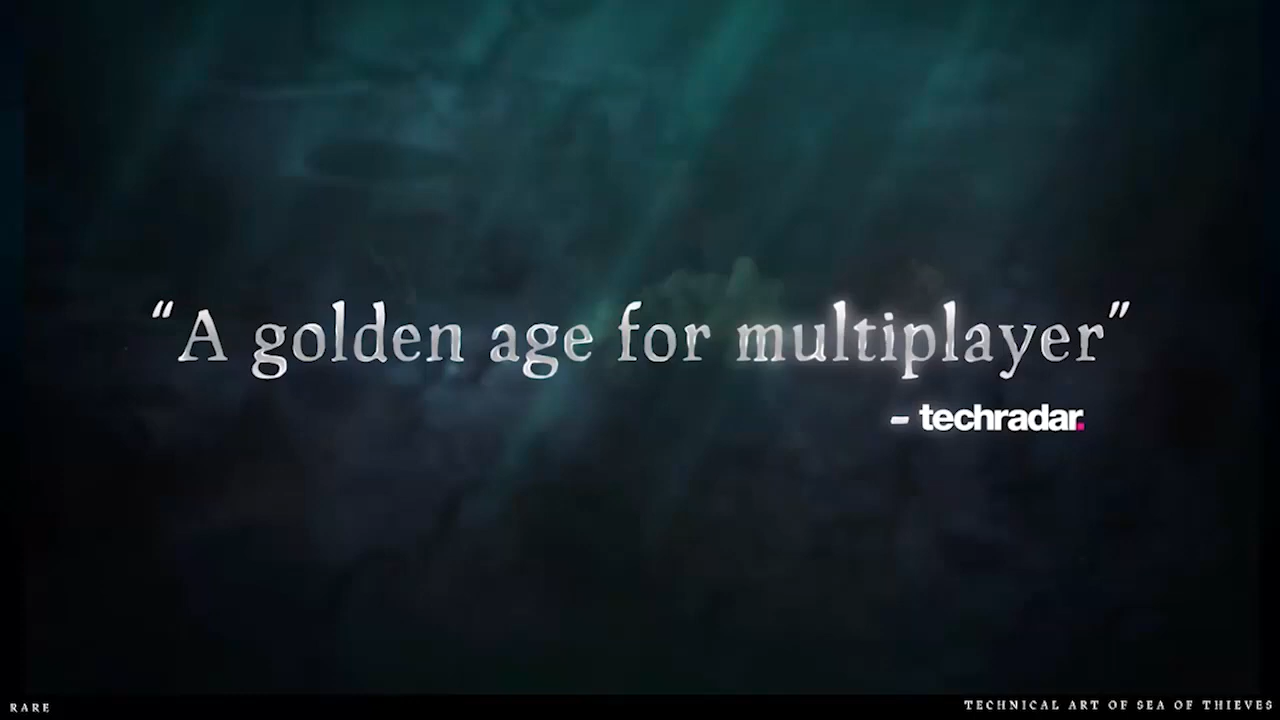 “A golden age for multiplayer”
– techradar.
RARE
TECHNICAL ART OF SEA OF THIEVES